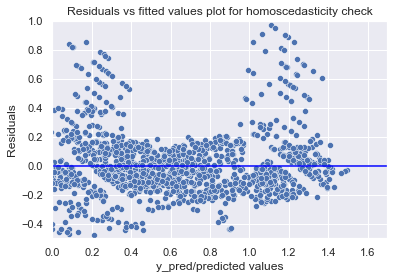 Residuals vs fitted values plot for homoscedasticity check
Residuals
1.0
0.8
0.6
0.4
0.2
0.0
−0.2
−0.4
0.0 0.2 0.4 0.6 0.8 1.0 1.2 1.4 1.6
y_pred/predicted values